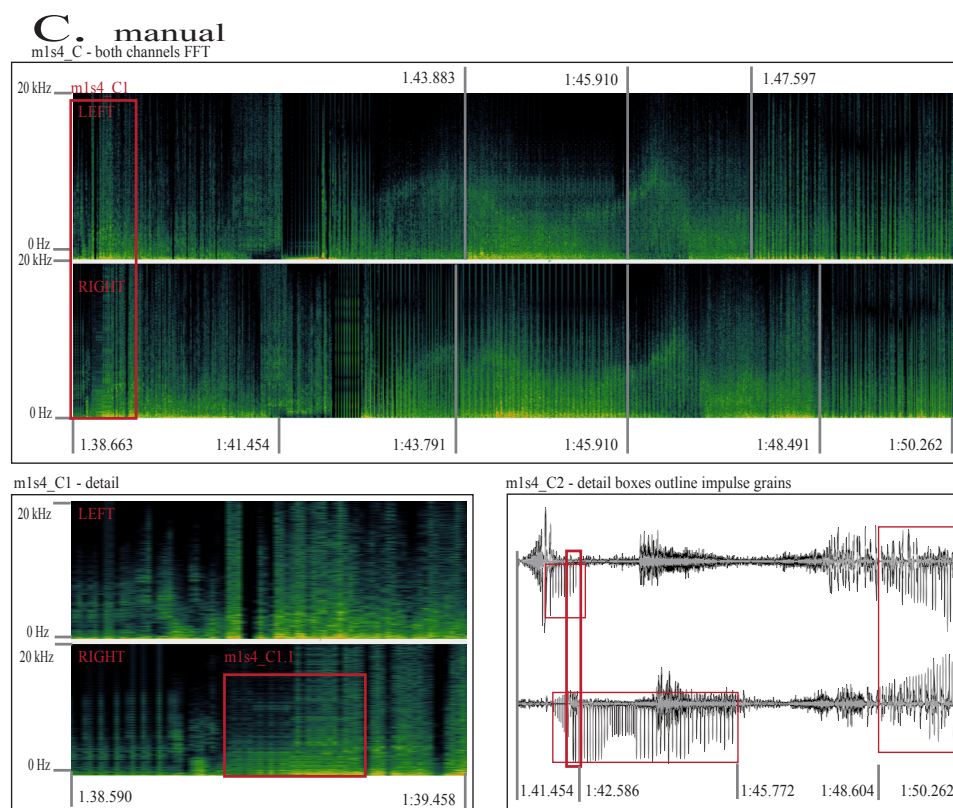 C. manual
m1s4_C - both channels FFT
1.43.883 1:45.910 1.47.597
20 kHz
m1s4_C1
LEFT
0 Hz
20 kHz
RIGHT
0 Hz
1.38.663 1:41.454 1:43.791 1:45.910 1:48.491 1:50.262
m1s4_C1 - detail
20 kHz
LEFT
0 Hz
20 kHz
RIGHT
m1s4_C1.1
0 Hz
1.38.590 1:39.458
m1s4_C2 - detail boxes outline impulse grains
1.41.454 1:42.586 1:45.772 1:48.604 1:50.262